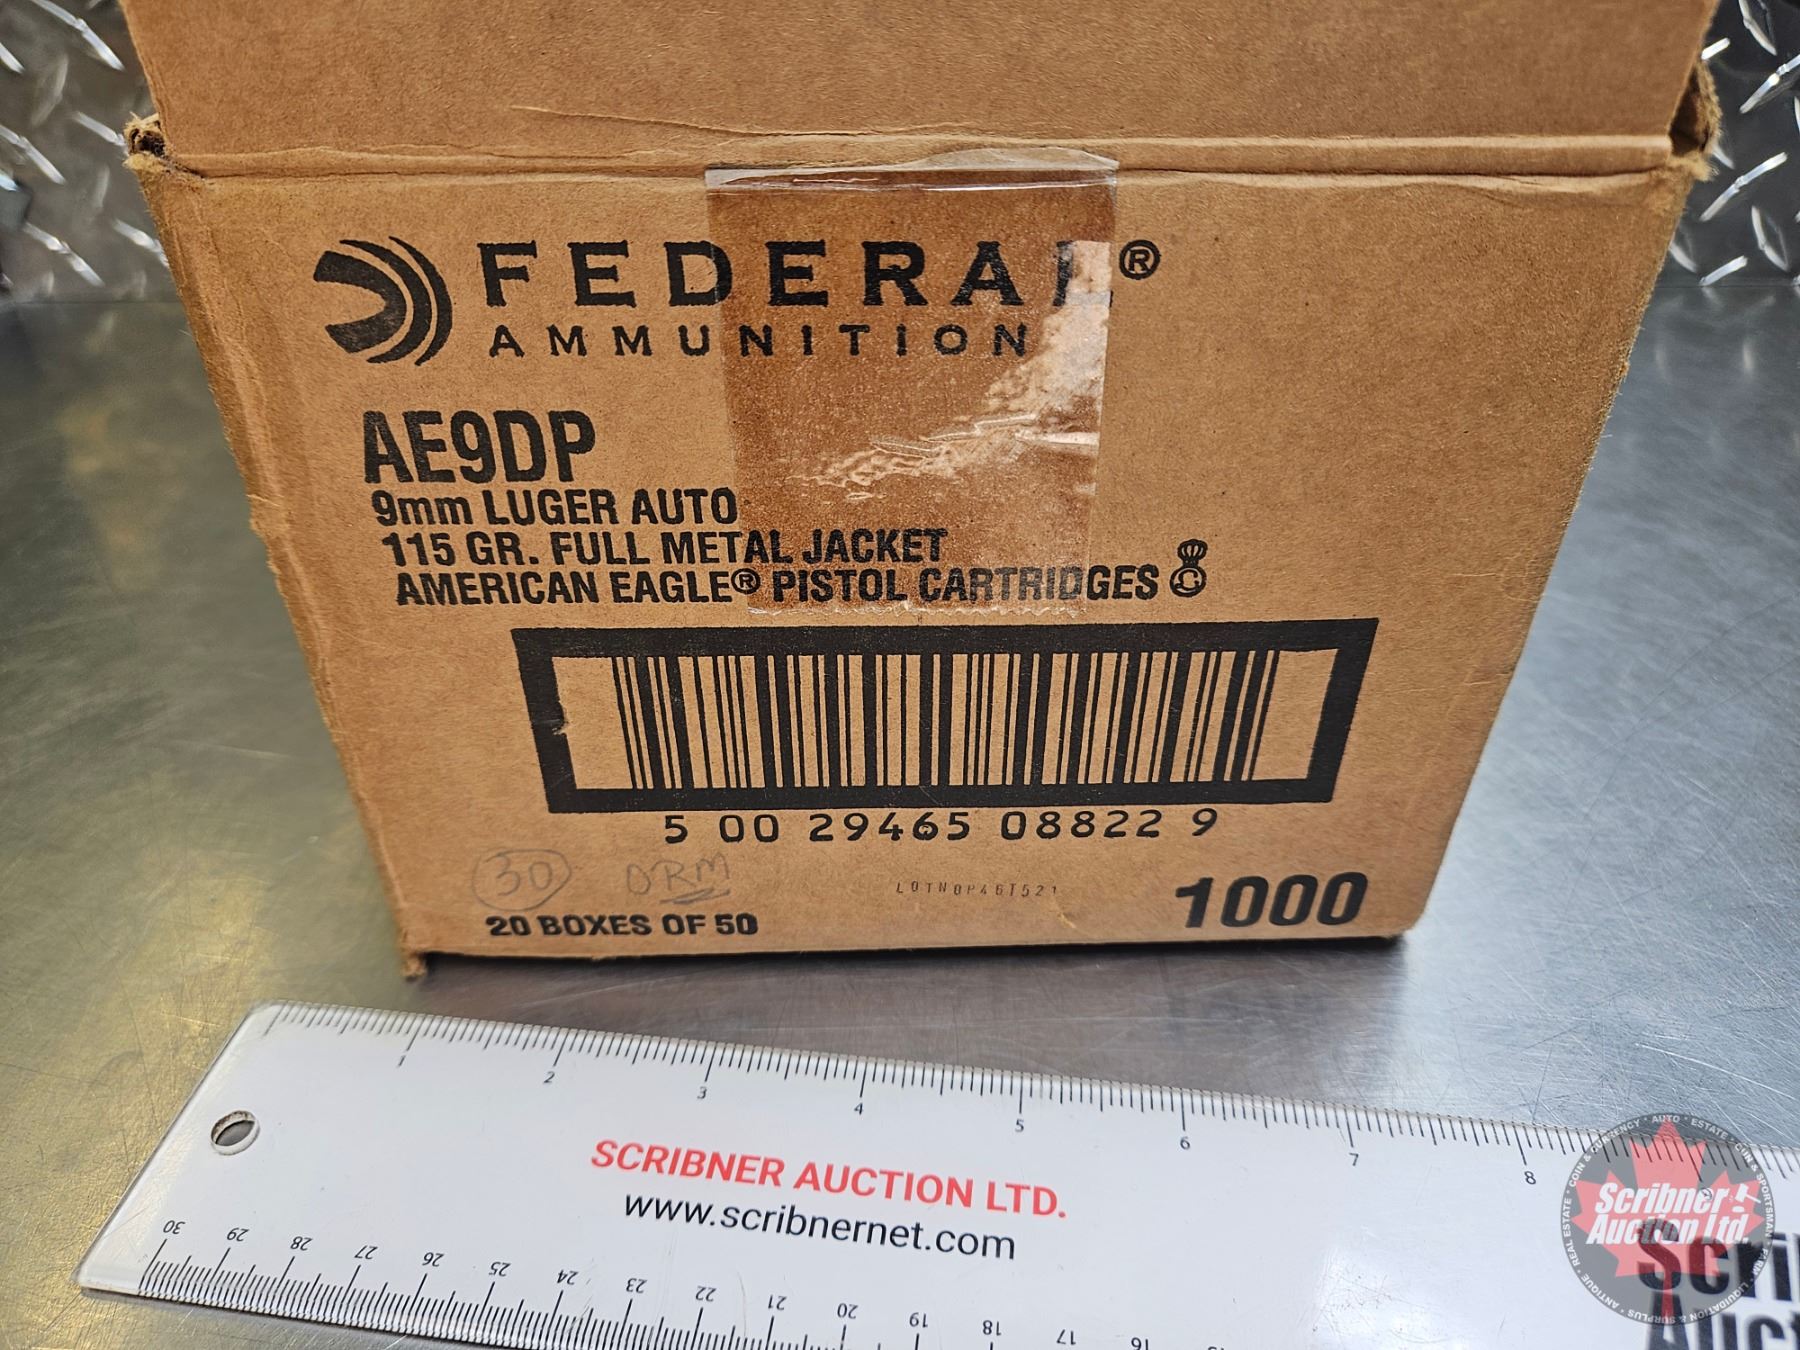 FEDERAL®
AMMUNITION
AE9DP
9mm LUGER AUTO
115 GR. FULL METAL JACKET
AMERICAN EAGLE® PISTOL CARTRIDGES
5 00 29465 08822 9
30 ORM
20 BOXES OF 50
1000
1 2 3 4 5 6 7 8
SCRIBNER AUCTION LTD.
www.scribnernet.com
30 29 28 27 26 25 24 23 22 21 20 19 18 17 16
Scribner
Auction Ltd.